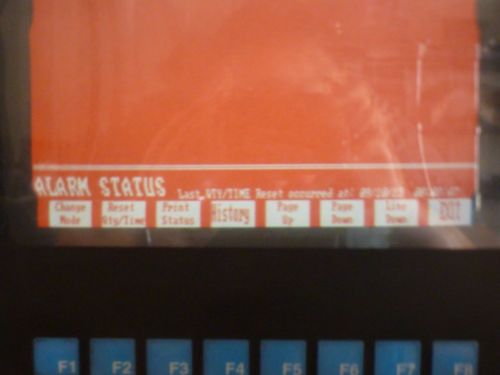 ALARM STATUS Last QTY/TIME Reset occurred at:
Change Reset Print History Page Page Line EXIT
Mode Qty/Time Status Up Down Down
F1 F2 F3 F4 F5 F6 F7 F8